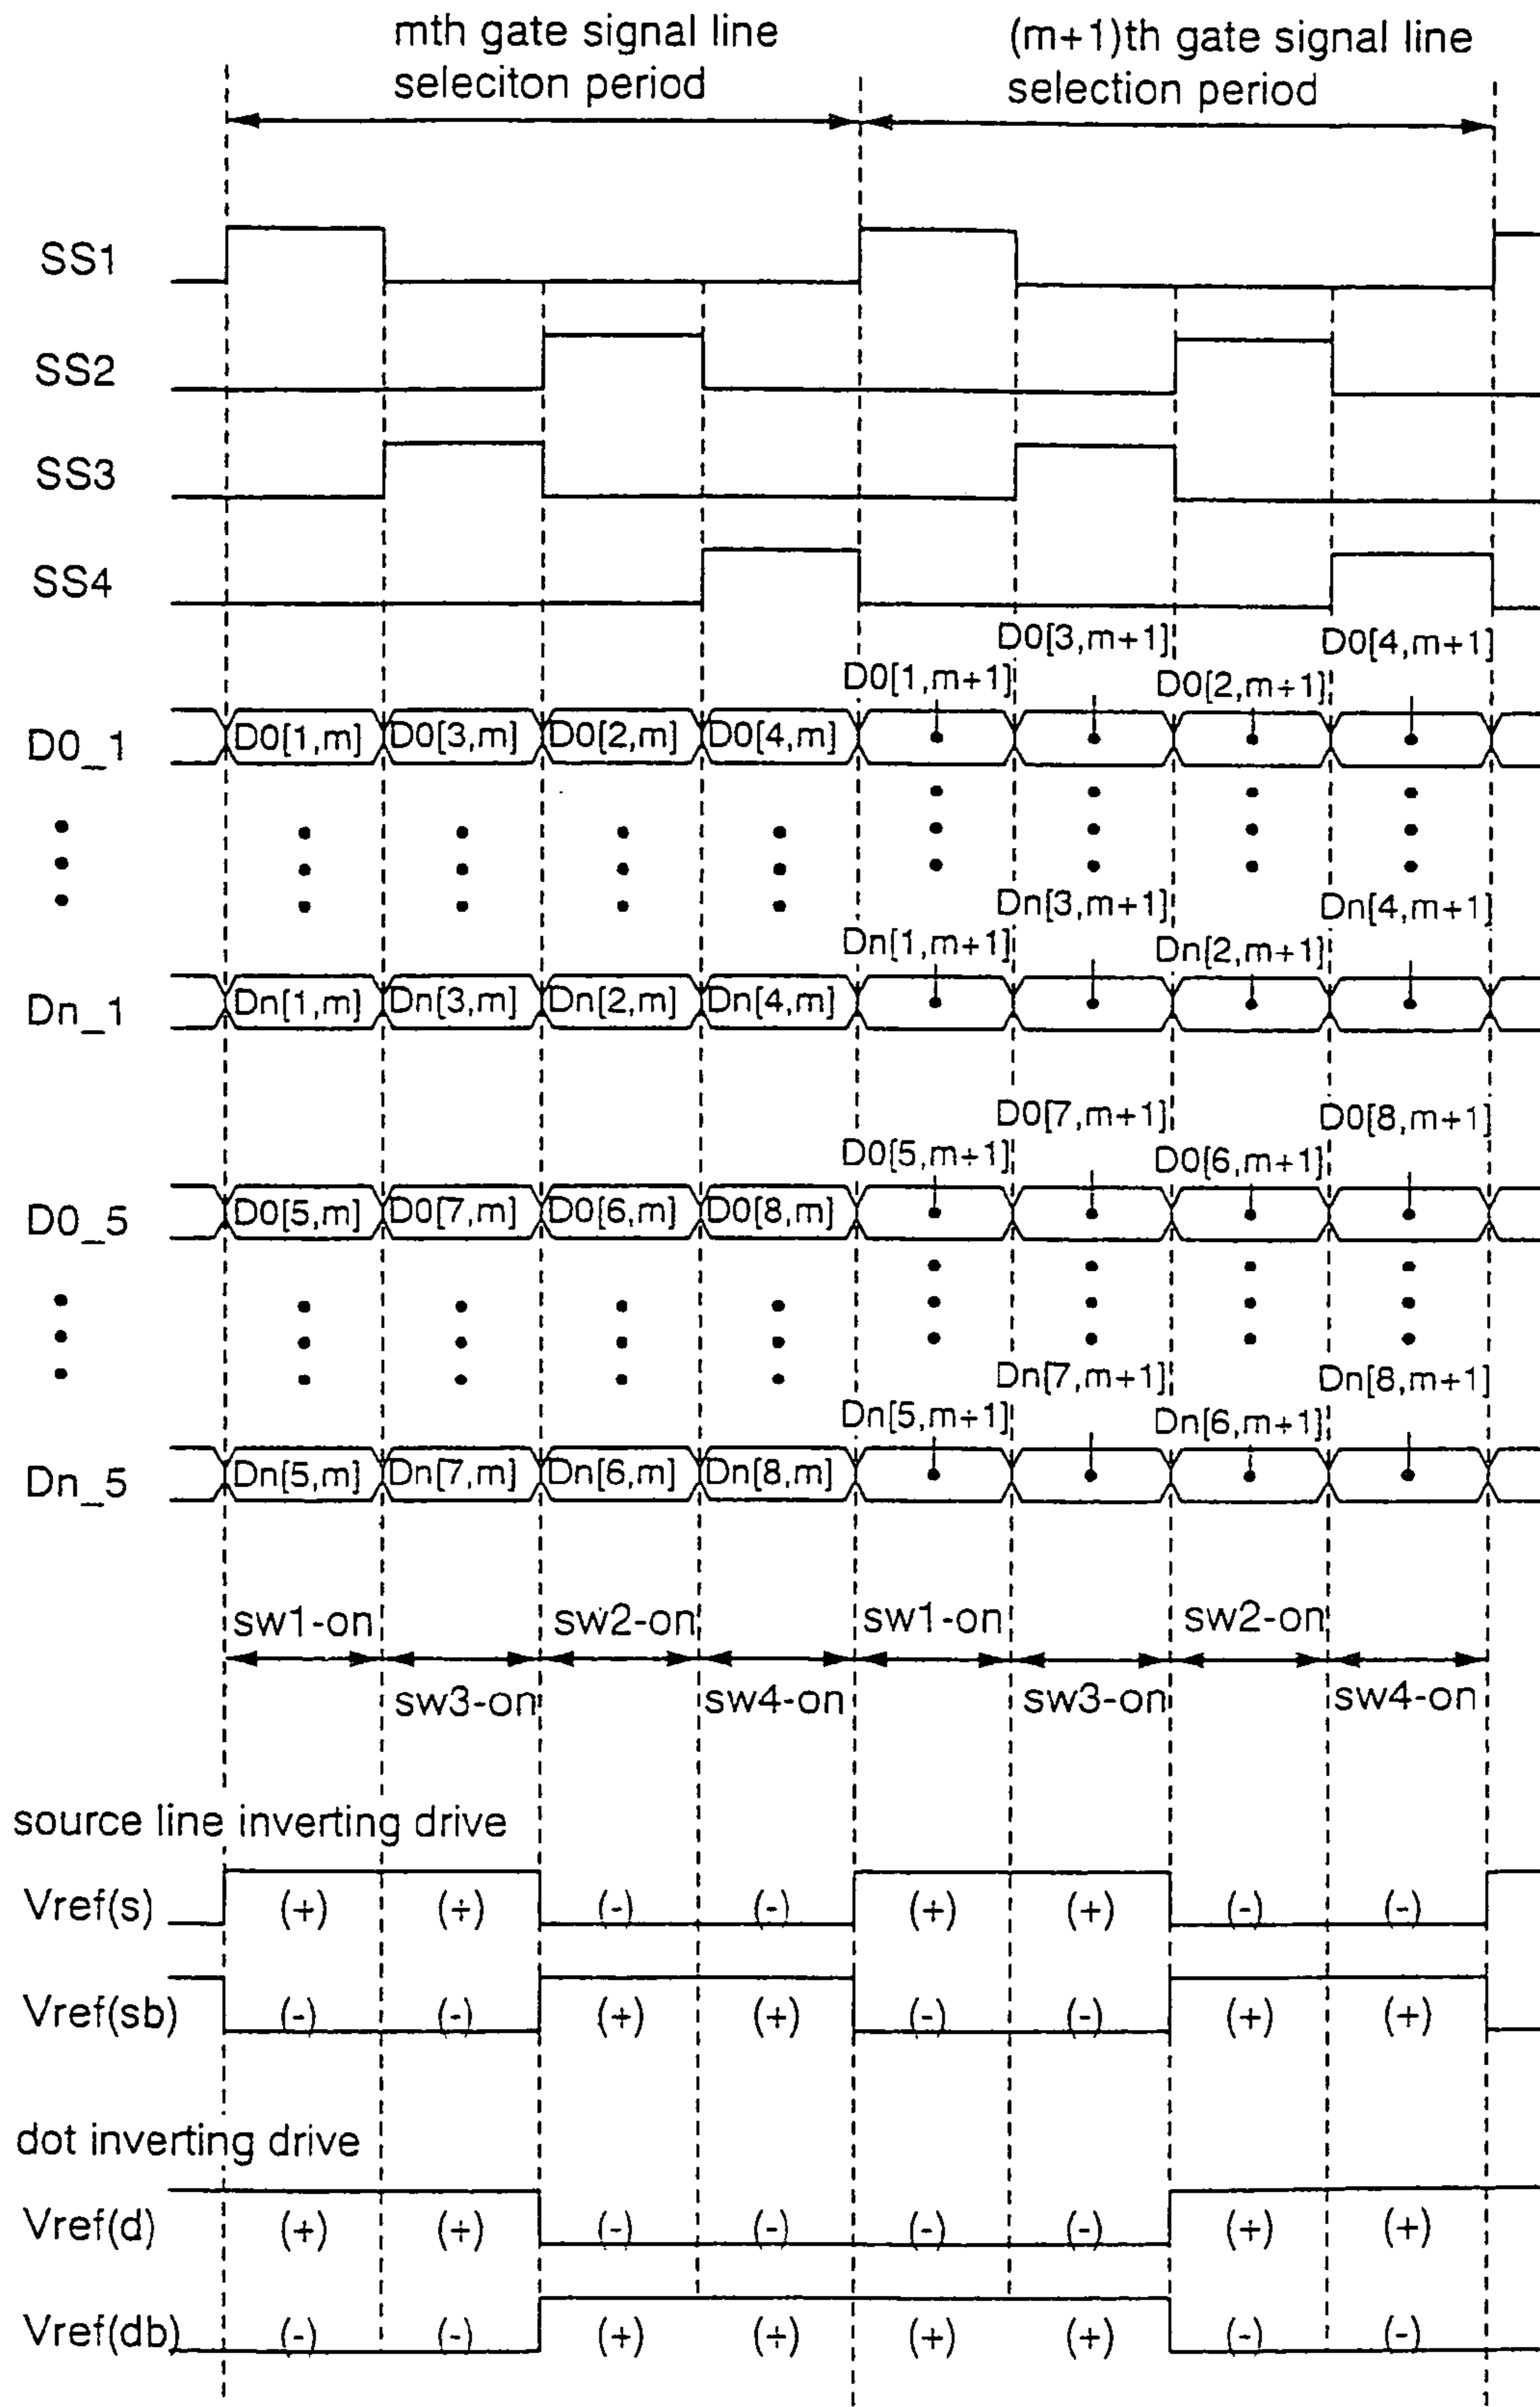 mth gate signal line
seleciton period
(m+1)th gate signal line
selection period
SS1
SS2
SS3
SS4
D0[3,m+1]
D0[4,m+1]
D0[1,m+1]
D0[2,m+1]
D0_1
D0[1,m]
D0[3,m]
D0[2,m]
D0[4,m]
Dn[3,m+1]
Dn[4,m+1]
Dn[1,m+1]
Dn[2,m+1]
Dn_1
Dn[1,m]
Dn[3,m]
Dn[2,m]
Dn[4,m]
D0[7,m+1]
D0[8,m+1]
D0[5,m+1]
D0[6,m+1]
D0_5
D0[5,m]
D0[7,m]
D0[6,m]
D0[8,m]
Dn[7,m+1]
Dn[8,m+1]
Dn[5,m+1]
Dn[6,m+1]
Dn_5
Dn[5,m]
Dn[7,m]
Dn[6,m]
Dn[8,m]
sw1-on
sw2-on
sw1-on
sw2-on
sw3-on
sw4-on
sw3-on
sw4-on
source line inverting drive
Vref(s) (+) (+) (-) (-) (+) (+) (-) (-)
Vref(sb) (-) (-) (+) (+) (-) (-) (+) (+)
dot inverting drive
Vref(d) (+) (+) (-) (-) (-) (-) (+) (+)
Vref(db) (-) (-) (+) (+) (+) (+) (-) (-)